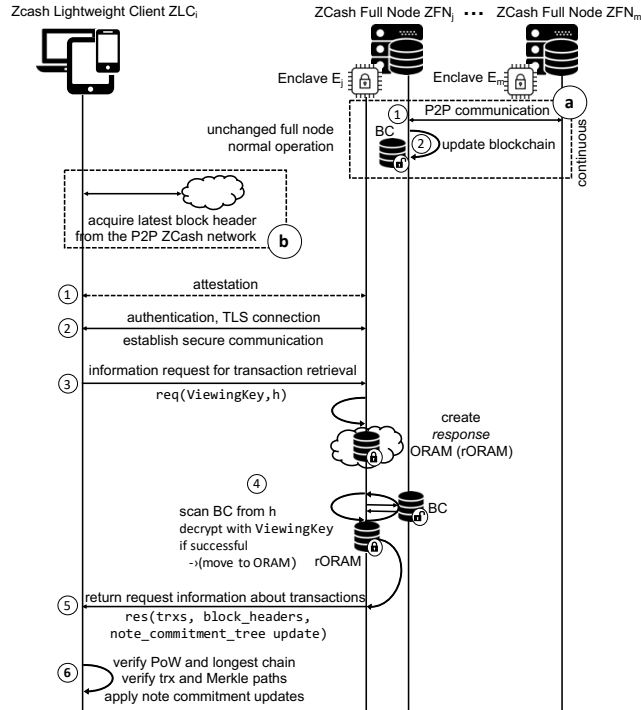 Zcash Lightweight Client ZLCi
ZCash Full Node ZFNj ··· ZCash Full Node ZFNm
Enclave Ej
Enclave Em
a
1
P2P communication
unchanged full node
normal operation
BC
2
update blockchain
continuous
acquire latest block header
from the P2P ZCash network
b
1
attestation
2
authentication, TLS connection
establish secure communication
information request for transaction retrieval
3
req(ViewingKey,h)
create
response
ORAM (rORAM)
4
scan BC from h
decrypt with ViewingKey
if successful
->(move to ORAM)
BC
rORAM
return request information about transactions
5
res(trxs, block_headers,
note_commitment_tree update)
6
verify PoW and longest chain
verify trx and Merkle paths
apply note commitment updates